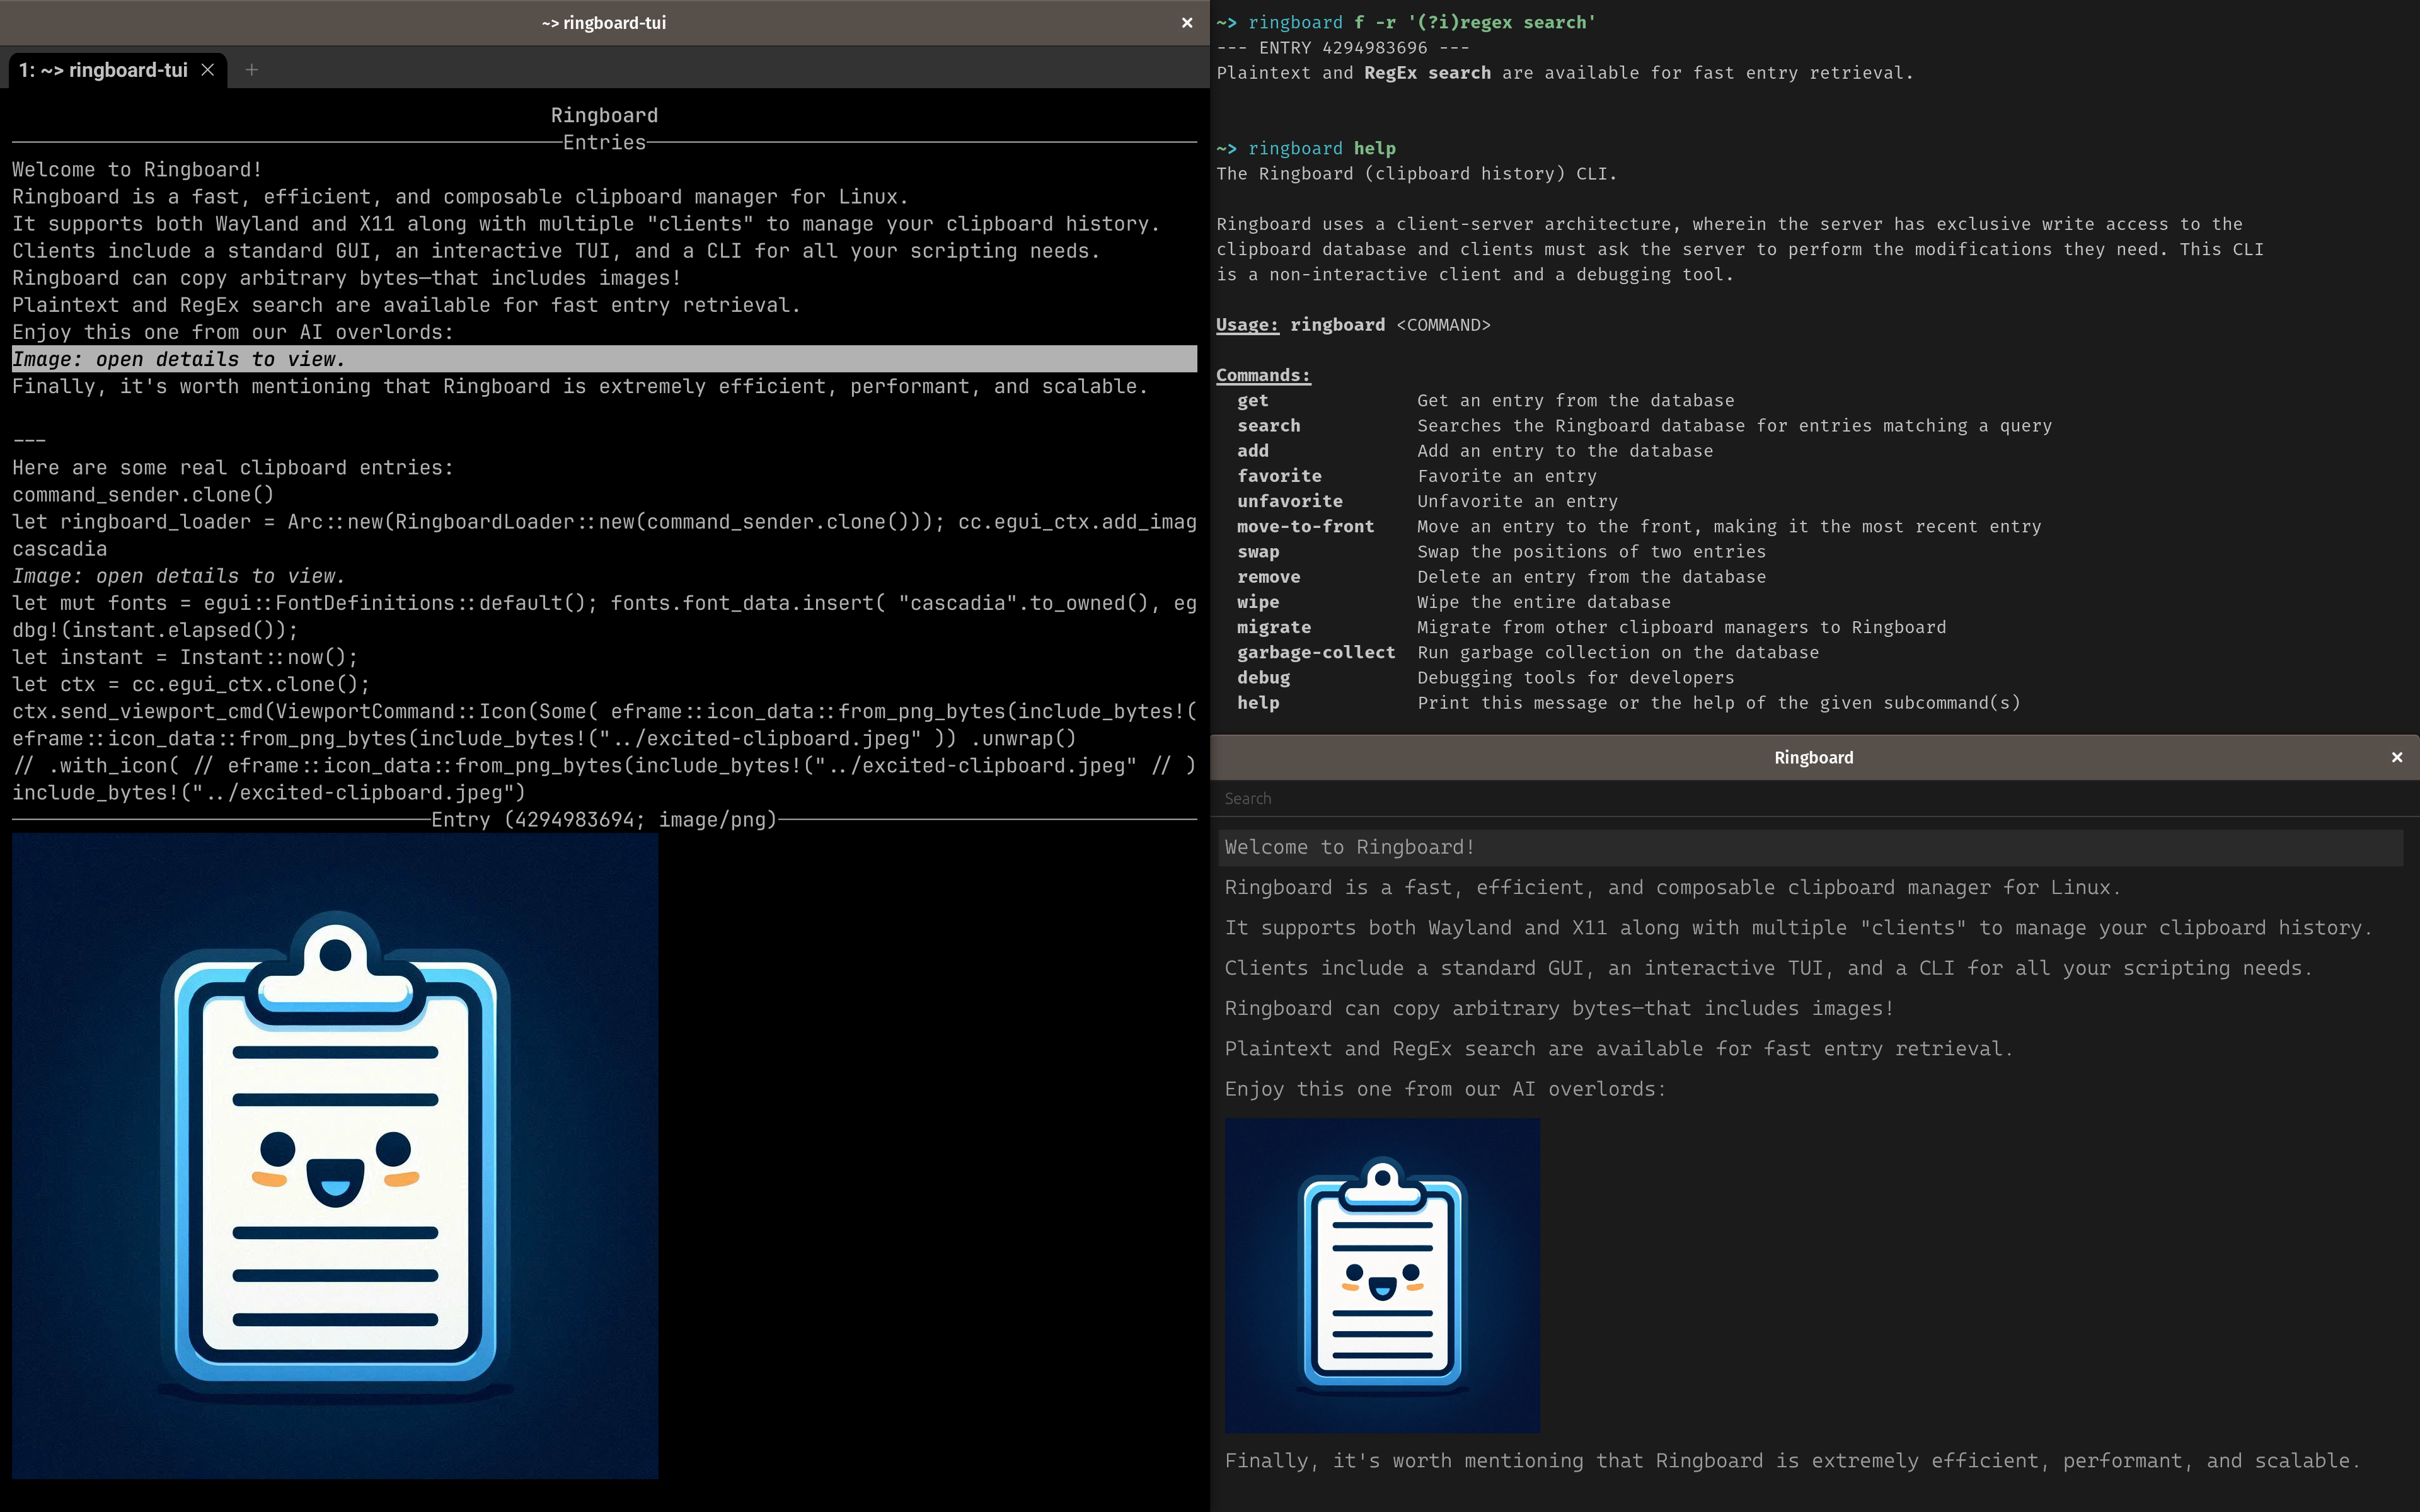 ~> ringboard-tui ×
1: ~> ringboard-tui × +
Ringboard
Entries
Welcome to Ringboard!
Ringboard is a fast, efficient, and composable clipboard manager for Linux.
It supports both Wayland and X11 along with multiple "clients" to manage your clipboard history.
Clients include a standard GUI, an interactive TUI, and a CLI for all your scripting needs.
Ringboard can copy arbitrary bytes—that includes images!
Plaintext and RegEx search are available for fast entry retrieval.
Enjoy this one from our AI overlords:
Image: open details to view.
Finally, it's worth mentioning that Ringboard is extremely efficient, performant, and scalable.
---
Here are some real clipboard entries:
command_sender.clone()
let ringboard_loader = Arc::new(RingboardLoader::new(command_sender.clone())); cc.egui_ctx.add_imag
cascadia
Image: open details to view.
let mut fonts = egui::FontDefinitions::default(); fonts.font_data.insert( "cascadia".to_owned(), eg
dbg!(instant.elapsed());
let instant = Instant::now();
let ctx = cc.egui_ctx.clone();
ctx.send_viewport_cmd(ViewportCommand::Icon(Some( eframe::icon_data::from_png_bytes(include_bytes!(
eframe::icon_data::from_png_bytes(include_bytes!("../excited-clipboard.jpeg" )) .unwrap()
// .with_icon( // eframe::icon_data::from_png_bytes(include_bytes!("../excited-clipboard.jpeg" // )
include_bytes!("../excited-clipboard.jpeg")
Entry (4294983694; image/png)
~> ringboard f -r '(?i)regex search'
--- ENTRY 4294983696 ---
Plaintext and RegEx search are available for fast entry retrieval.
~> ringboard help
The Ringboard (clipboard history) CLI.
Ringboard uses a client-server architecture, wherein the server has exclusive write access to the
clipboard database and clients must ask the server to perform the modifications they need. This CLI
is a non-interactive client and a debugging tool.
Usage: ringboard <COMMAND>
Commands:
get Get an entry from the database
search Searches the Ringboard database for entries matching a query
add Add an entry to the database
favorite Favorite an entry
unfavorite Unfavorite an entry
move-to-front Move an entry to the front, making it the most recent entry
swap Swap the positions of two entries
remove Delete an entry from the database
wipe Wipe the entire database
migrate Migrate from other clipboard managers to Ringboard
garbage-collect Run garbage collection on the database
debug Debugging tools for developers
help Print this message or the help of the given subcommand(s)
Ringboard ×
Search
Welcome to Ringboard!
Ringboard is a fast, efficient, and composable clipboard manager for Linux.
It supports both Wayland and X11 along with multiple "clients" to manage your clipboard history.
Clients include a standard GUI, an interactive TUI, and a CLI for all your scripting needs.
Ringboard can copy arbitrary bytes—that includes images!
Plaintext and RegEx search are available for fast entry retrieval.
Enjoy this one from our AI overlords:
Finally, it's worth mentioning that Ringboard is extremely efficient, performant, and scalable.